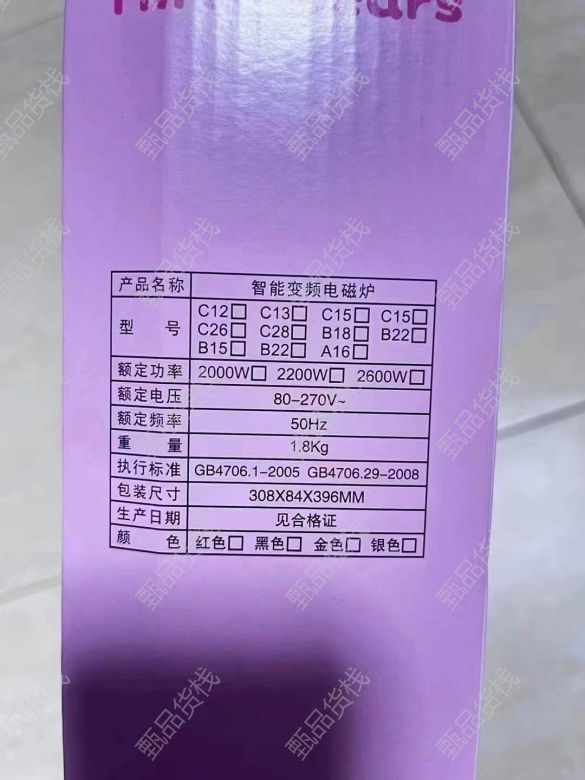 产品名称 智能变频电磁炉
型 号 C12□ C13□ C15□ C15□
C26□ C28□ B18□ B22□
B15□ B22□ A16□
额定功率 2000W□ 2200W□ 2600W□
额定电压 80-270V~
额定频率 50Hz
重 量 1.8Kg
执行标准 GB4706.1-2005 GB4706.29-2008
包装尺寸 308X84X396MM
生产日期 见合格证
颜 色 红色□ 黑色□ 金色□ 银色□
甄品货栈